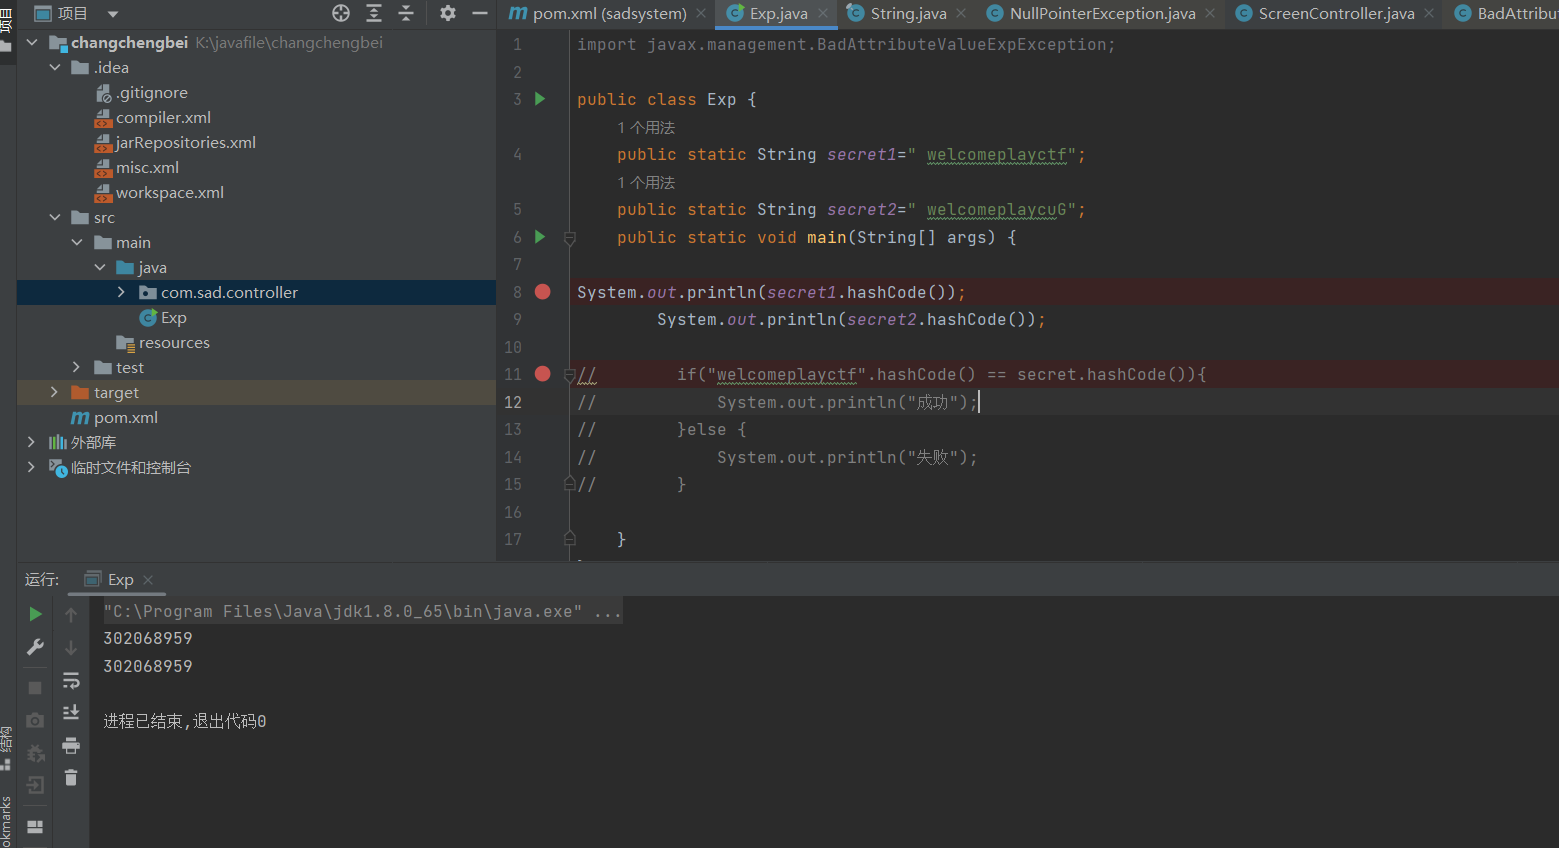 项目
项目
pom.xml (sadsystem)
Exp.java
String.java
NullPointerException.java
ScreenController.java
BadAttribu
changchengbei K:\javafile\changchengbei
.idea
.gitignore
compiler.xml
jarRepositories.xml
misc.xml
workspace.xml
src
main
java
com.sad.controller
Exp
resources
test
target
pom.xml
外部库
临时文件和控制台
1 import javax.management.BadAttributeValueExpException;
2
3 public class Exp {
1 个用法
4 public static String secret1=" welcomeplayctf";
1 个用法
5 public static String secret2=" welcomeplaycuG";
6 public static void main(String[] args) {
7
8 System.out.println(secret1.hashCode());
9 System.out.println(secret2.hashCode());
10
11 // if("welcomeplayctf".hashCode() == secret.hashCode()){
12 // System.out.println("成功");
13 // }else {
14 // System.out.println("失败");
15 // }
16
17 }
运行: Exp
"C:\Program Files\Java\jdk1.8.0_65\bin\java.exe" ...
302068959
302068959
进程已结束,退出代码0
结构
okmarks